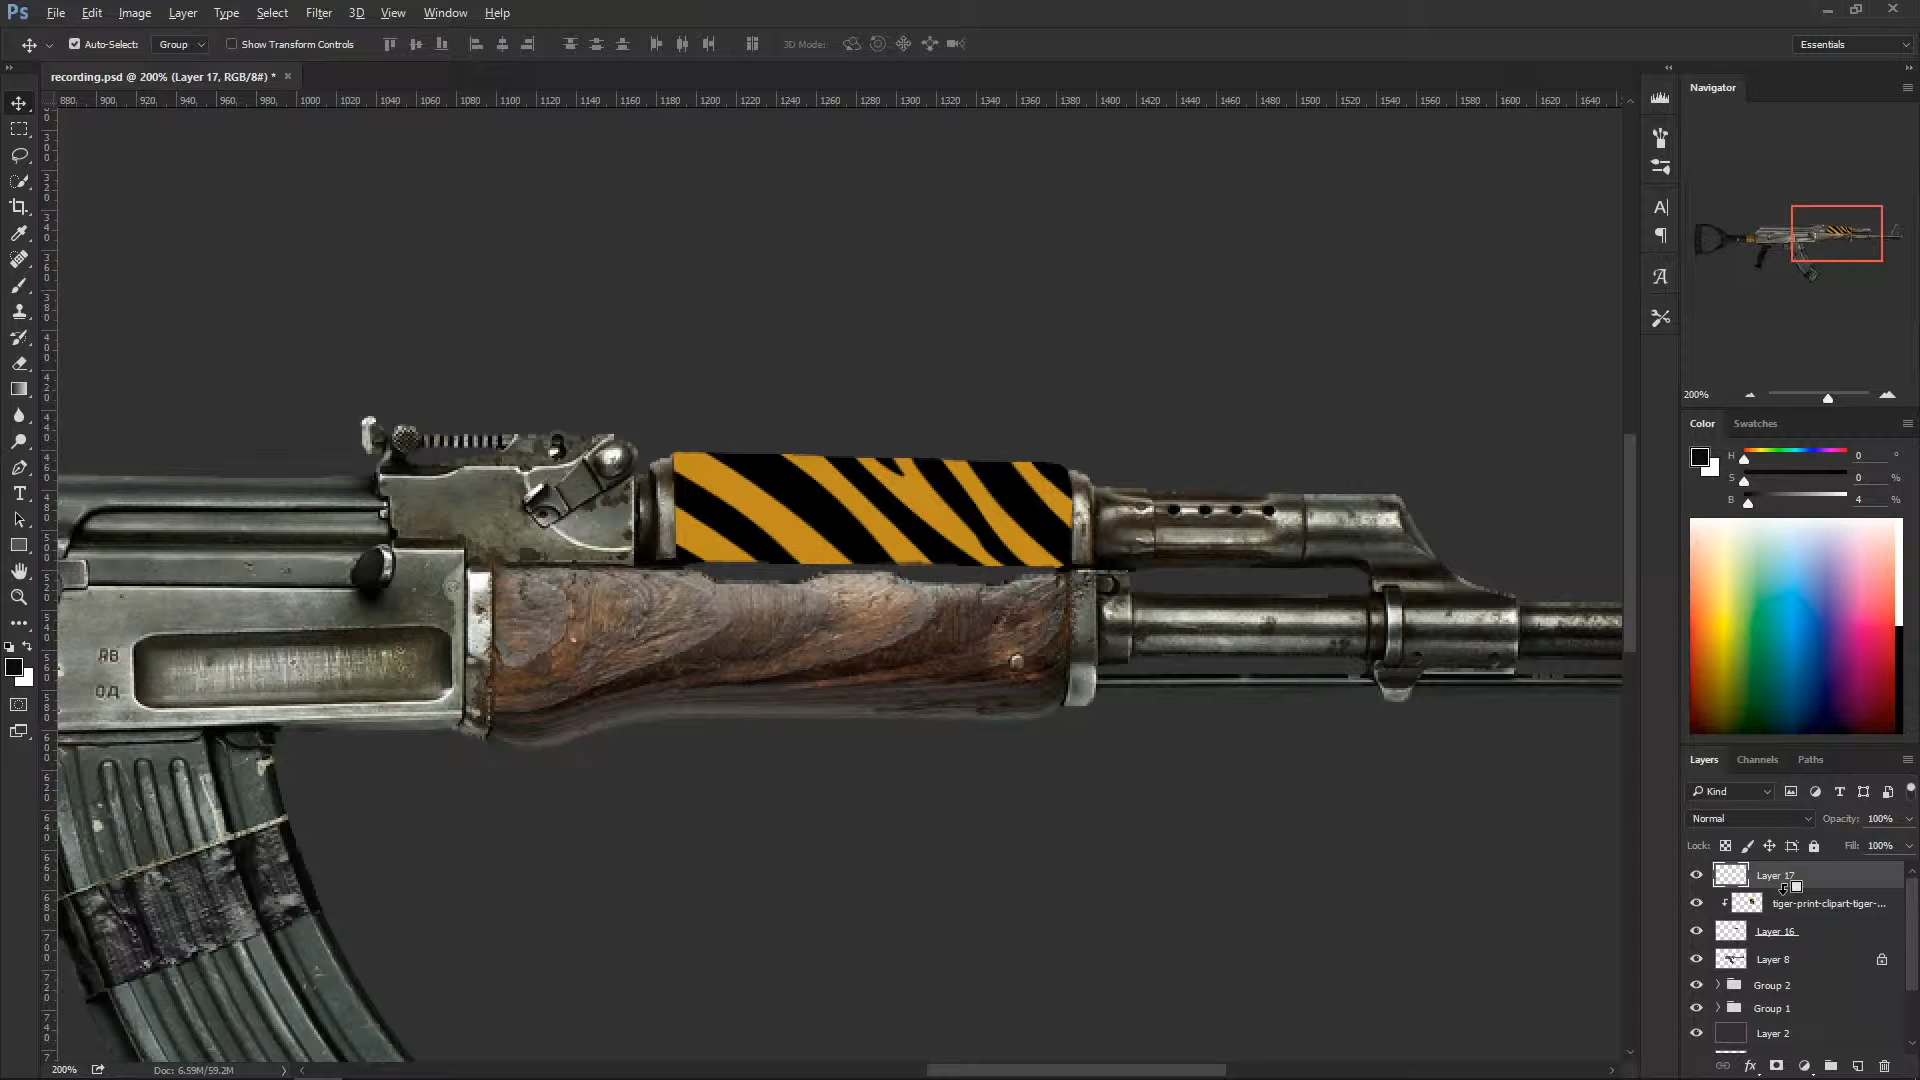 Ps File Edit Image Layer Type Select Filter 3D View Window Help
Auto-Select: Group Show Transform Controls 3D Mode: Essentials
recording.psd @ 200% (Layer 17, RGB/8#) * ×
880 900 920 940 960 980 1000 1020 1040 1060 1080 1100 1120 1140 1160 1180 1200 1220 1240 1260 1280 1300 1320 1340 1360 1380 1400 1420 1440 1460 1480 1500 1520 1540 1560 1580 1600 1620 1640
Navigator
200%
Color Swatches
H 0 °
S 0 %
B 4 %
АВ
ОД
Layers Channels Paths
Kind
Normal Opacity: 100%
Lock: Fill: 100%
Layer 17
tiger-print-clipart-tiger-...
Layer 16
Layer 8
Group 2
Group 1
Layer 2
200% Doc: 6.59M/59.2M